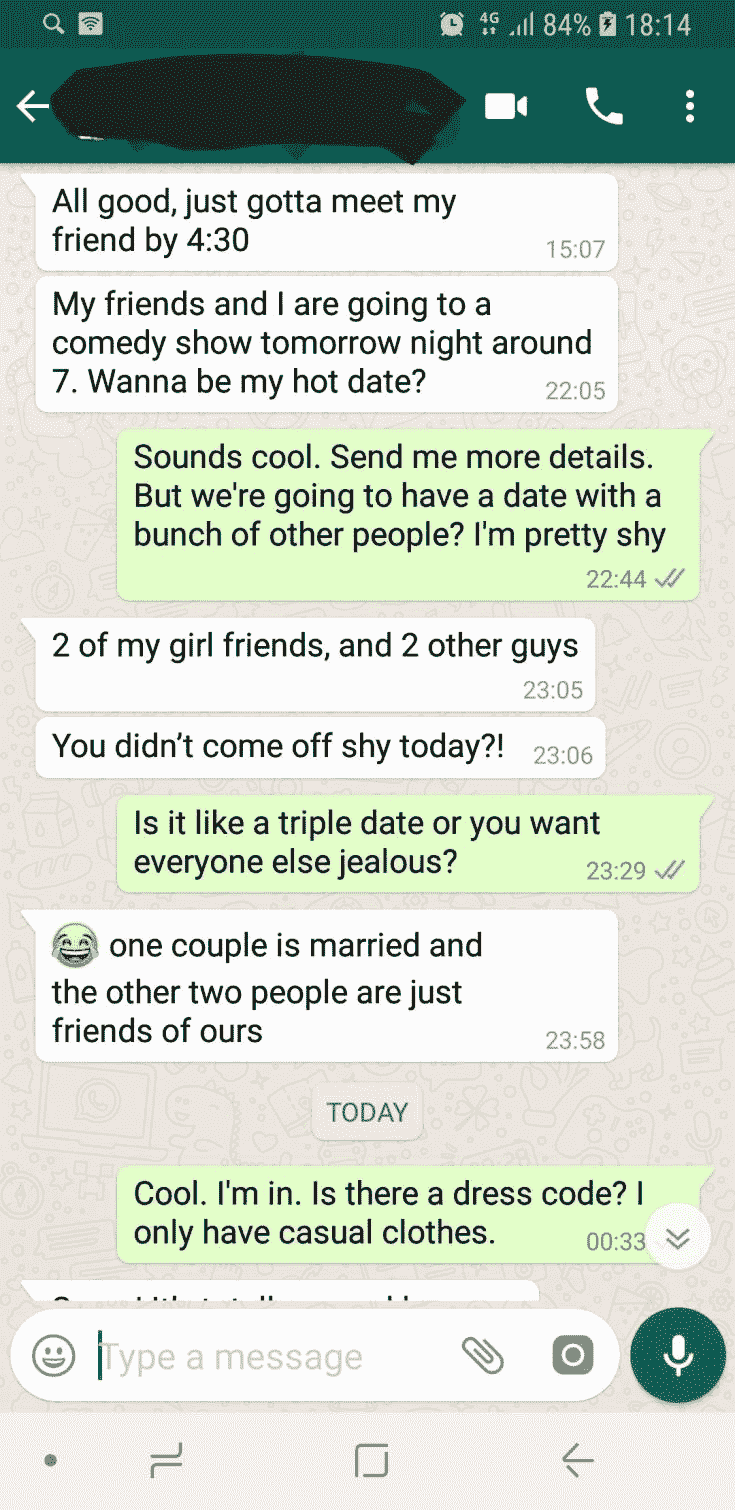 4G 84% 18:14
All good, just gotta meet my
friend by 4:30
15:07
My friends and I are going to a
comedy show tomorrow night around
7. Wanna be my hot date?
22:05
Sounds cool. Send me more details.
But we're going to have a date with a
bunch of other people? I'm pretty shy
22:44
2 of my girl friends, and 2 other guys
23:05
You didn’t come off shy today?! 23:06
Is it like a triple date or you want
everyone else jealous? 23:29
😂 one couple is married and
the other two people are just
friends of ours
23:58
TODAY
Cool. I'm in. Is there a dress code? I
only have casual clothes. 00:33
Type a message